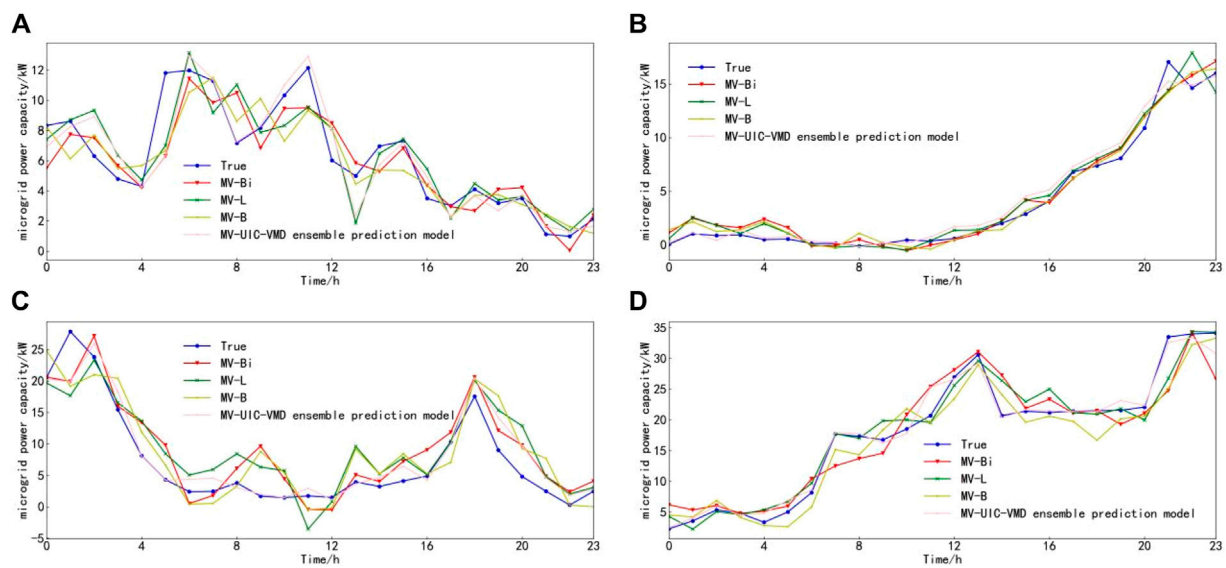 A
microgrid power capacity/kW
12
10
8
6
4
2
0
True
MV-Bi
MV-L
MV-B
MV-UIC-VMD ensemble prediction model
0 4 8 12 16 20 23
Time/h
B
microgrid power capacity/kW
15
10
5
0
True
MV-Bi
MV-L
MV-B
MV-UIC-VMD ensemble prediction model
0 4 8 12 16 20 23
Time/h
C
microgrid power capacity/kW
25
20
15
10
5
0
-5
True
MV-Bi
MV-L
MV-B
MV-UIC-VMD ensemble prediction model
0 4 8 12 16 20 23
Time/h
D
microgrid power capacity/kW
35
30
25
20
15
10
5
True
MV-Bi
MV-L
MV-B
MV-UIC-VMD ensemble prediction model
0 4 8 12 16 20 23
Time/h